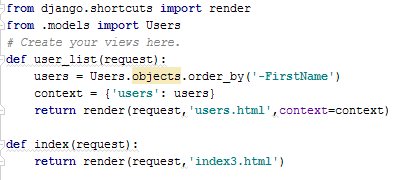 from django.shortcuts import render
from .models import Users
# Create your views here.
def user_list(request):
    users = Users.objects.order_by('-FirstName')
    context = {'users': users}
    return render(request,'users.html',context=context)

def index(request):
    return render(request,'index3.html')